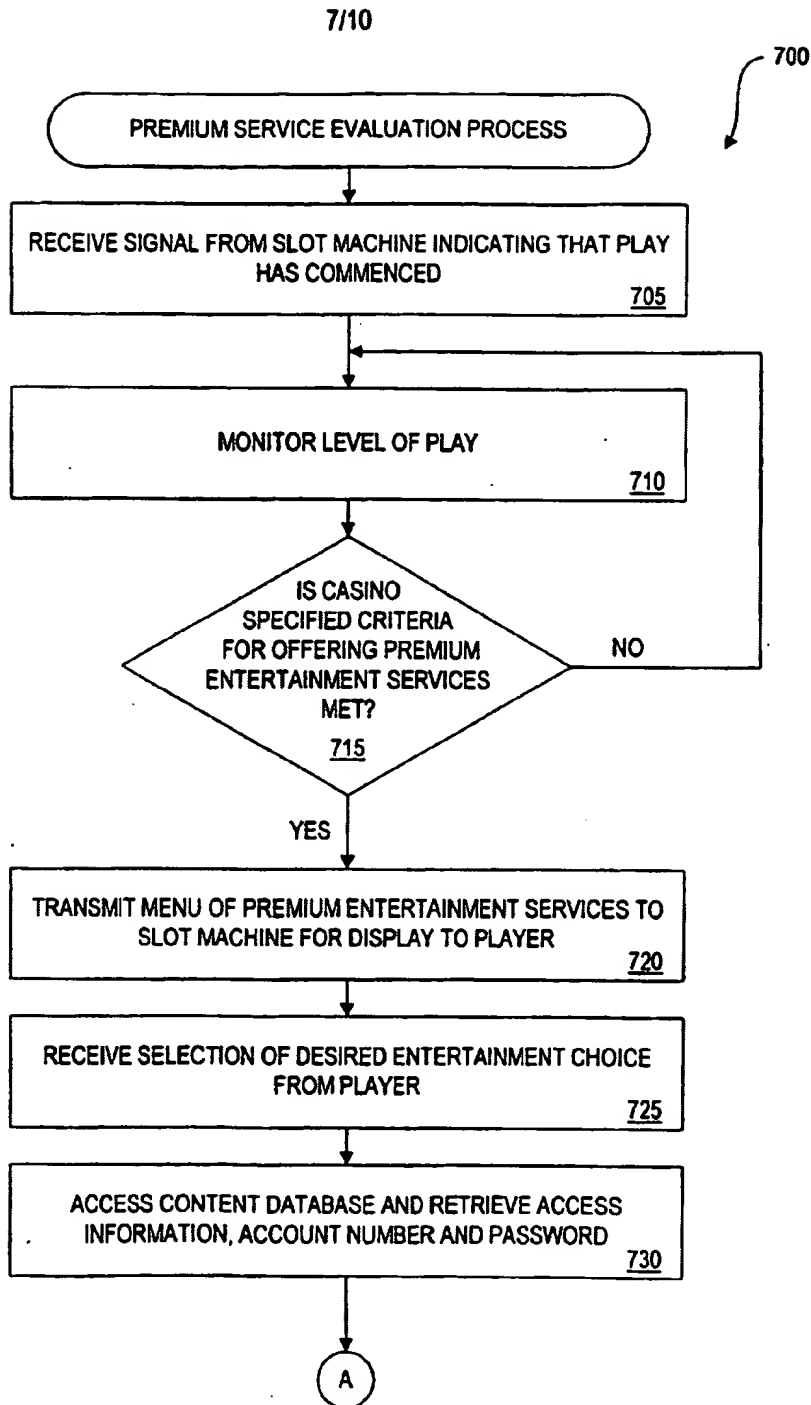 7/10
700
PREMIUM SERVICE EVALUATION PROCESS
RECEIVE SIGNAL FROM SLOT MACHINE INDICATING THAT PLAY
HAS COMMENCED
705
MONITOR LEVEL OF PLAY
710
IS CASINO
SPECIFIED CRITERIA
FOR OFFERING PREMIUM
ENTERTAINMENT SERVICES
MET?
715
NO
YES
TRANSMIT MENU OF PREMIUM ENTERTAINMENT SERVICES TO
SLOT MACHINE FOR DISPLAY TO PLAYER
720
RECEIVE SELECTION OF DESIRED ENTERTAINMENT CHOICE
FROM PLAYER
725
ACCESS CONTENT DATABASE AND RETRIEVE ACCESS
INFORMATION, ACCOUNT NUMBER AND PASSWORD
730
A